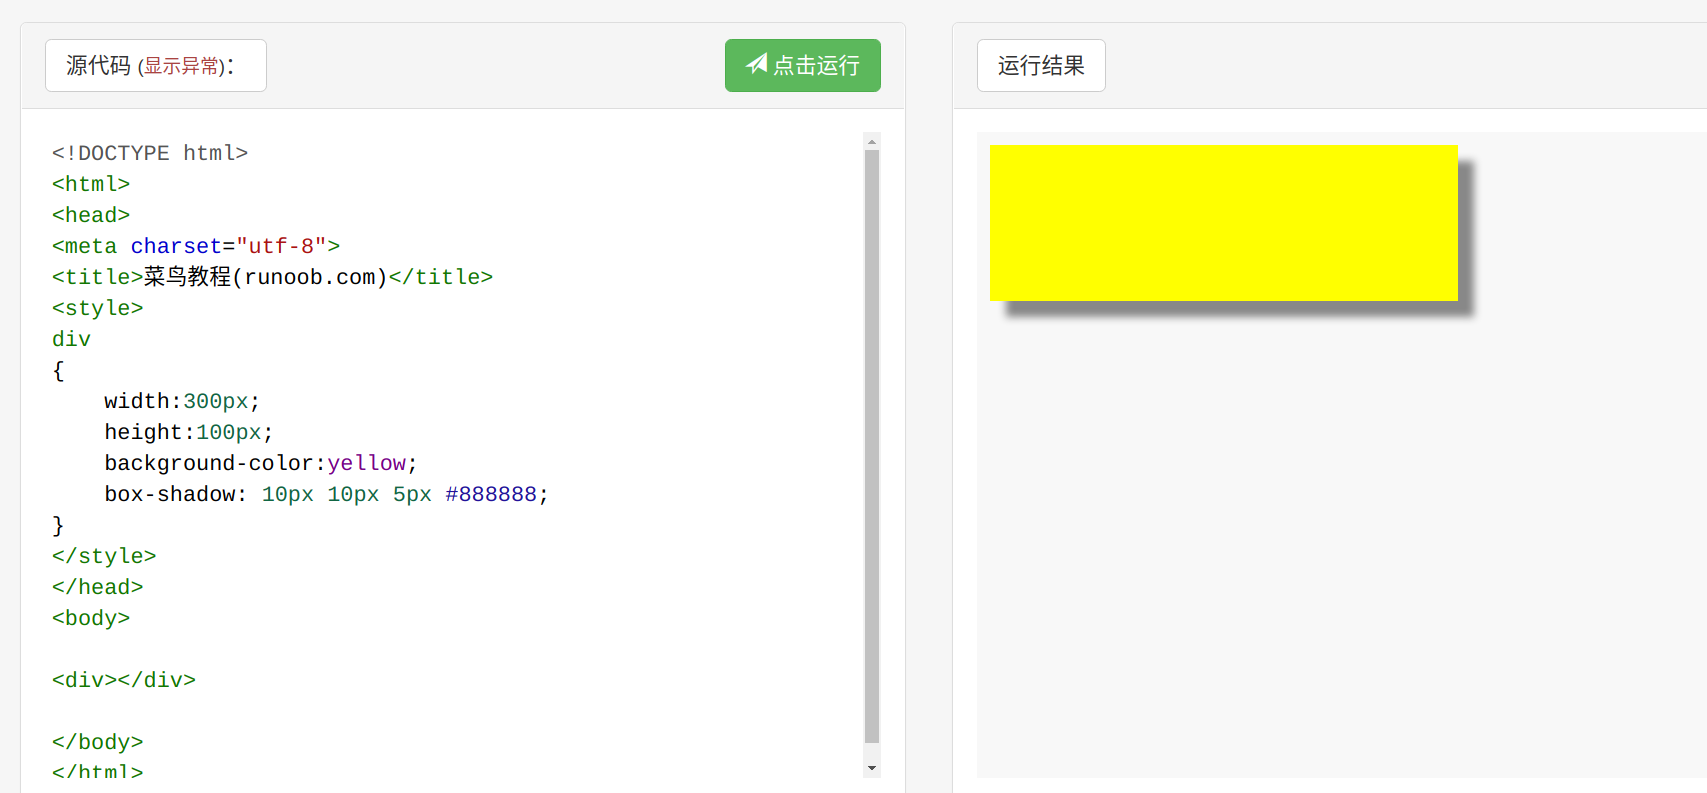 源代码 (显示异常)：
点击运行
<!DOCTYPE html>
<html>
<head>
<meta charset="utf-8">
<title>菜鸟教程(runoob.com)</title>
<style>
div
{
    width:300px;
    height:100px;
    background-color:yellow;
    box-shadow: 10px 10px 5px #888888;
}
</style>
</head>
<body>
<div></div>
</body>
</html>
运行结果